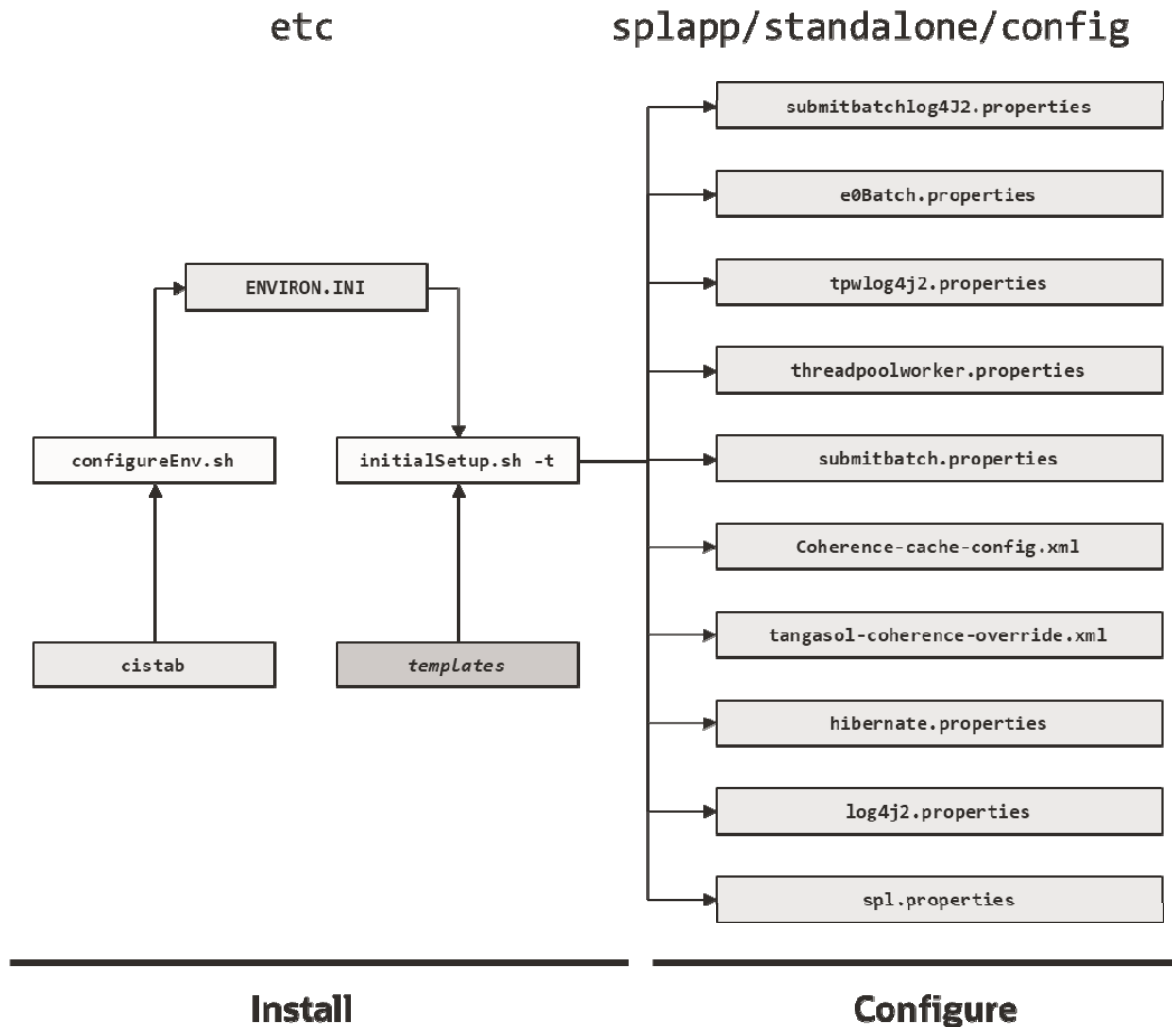 etc
splapp/standalone/config
submitbatchlog4J2.properties
e0Batch.properties
ENVIRON.INI
tpwlog4j2.properties
threadpoolworker.properties
configureEnv.sh
initialSetup.sh -t
submitbatch.properties
Coherence-cache-config.xml
tangasol-coherence-override.xml
cistab
templates
hibernate.properties
log4j2.properties
spl.properties
Install
Configure